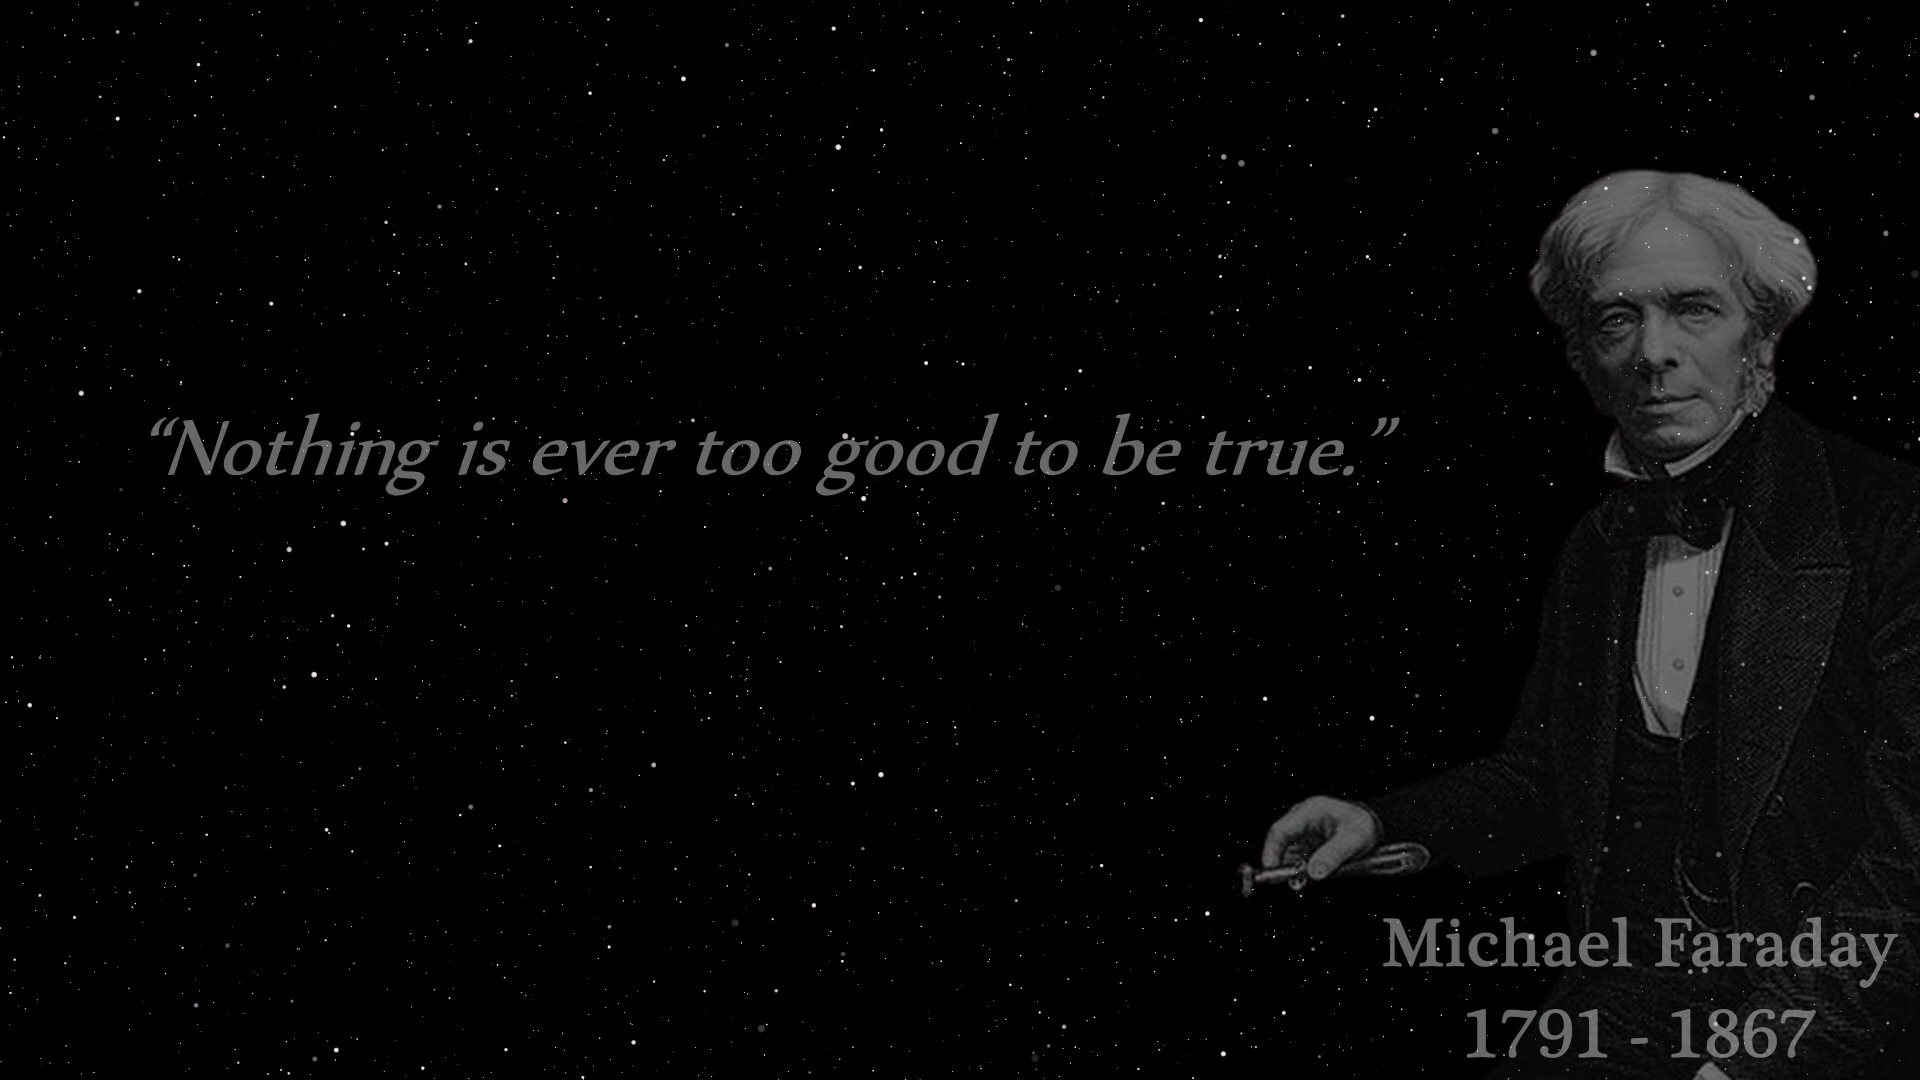 “Nothing is ever too good to be true.”
Michael Faraday
1791 - 1867